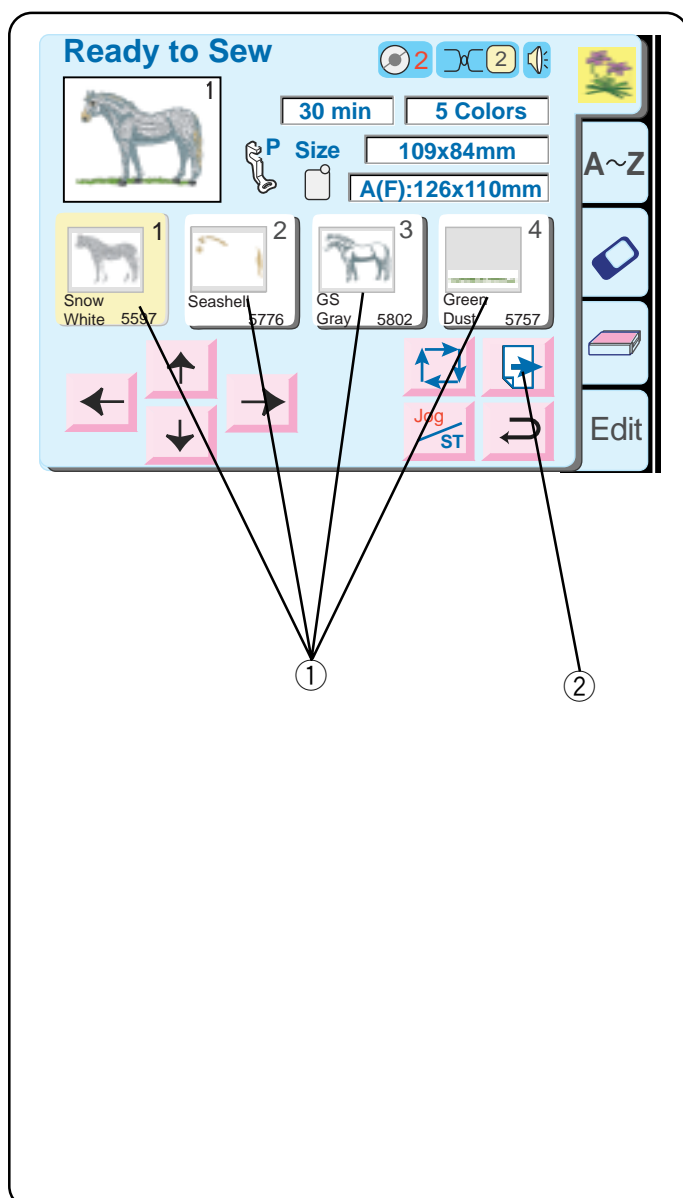 Ready to Sew
2
2
1
30 min
5 Colors
P
Size
109x84mm
A(F):126x110mm
A~Z
1
Snow
White 5597
2
Seashell
5776
3
GS
Gray 5802
4
Green
Dust 5757
Jog
ST
Edit
①
②